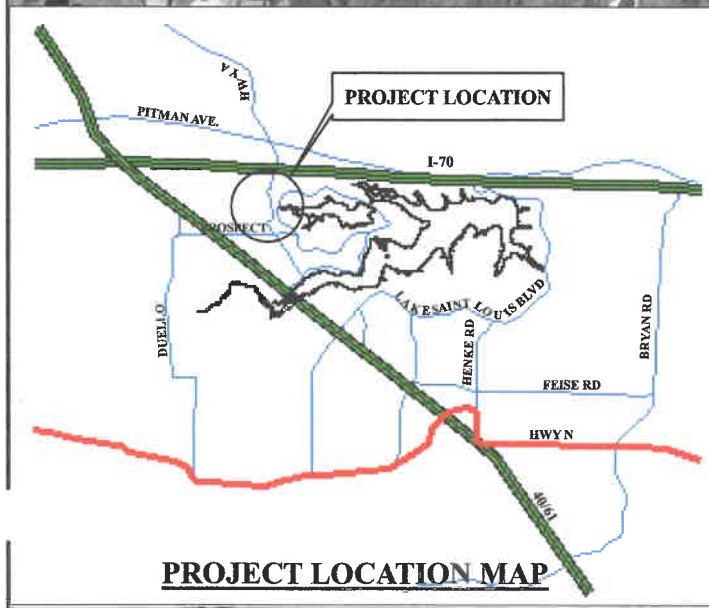 HWY A
PROJECT LOCATION
PITMAN AVE.
I-70
PROSPECT
LAKE SAINT LOUIS BLVD
DUELLO
HENKE RD
BRYAN RD
FEISE RD
HWY N
40/61
PROJECT LOCATION MAP